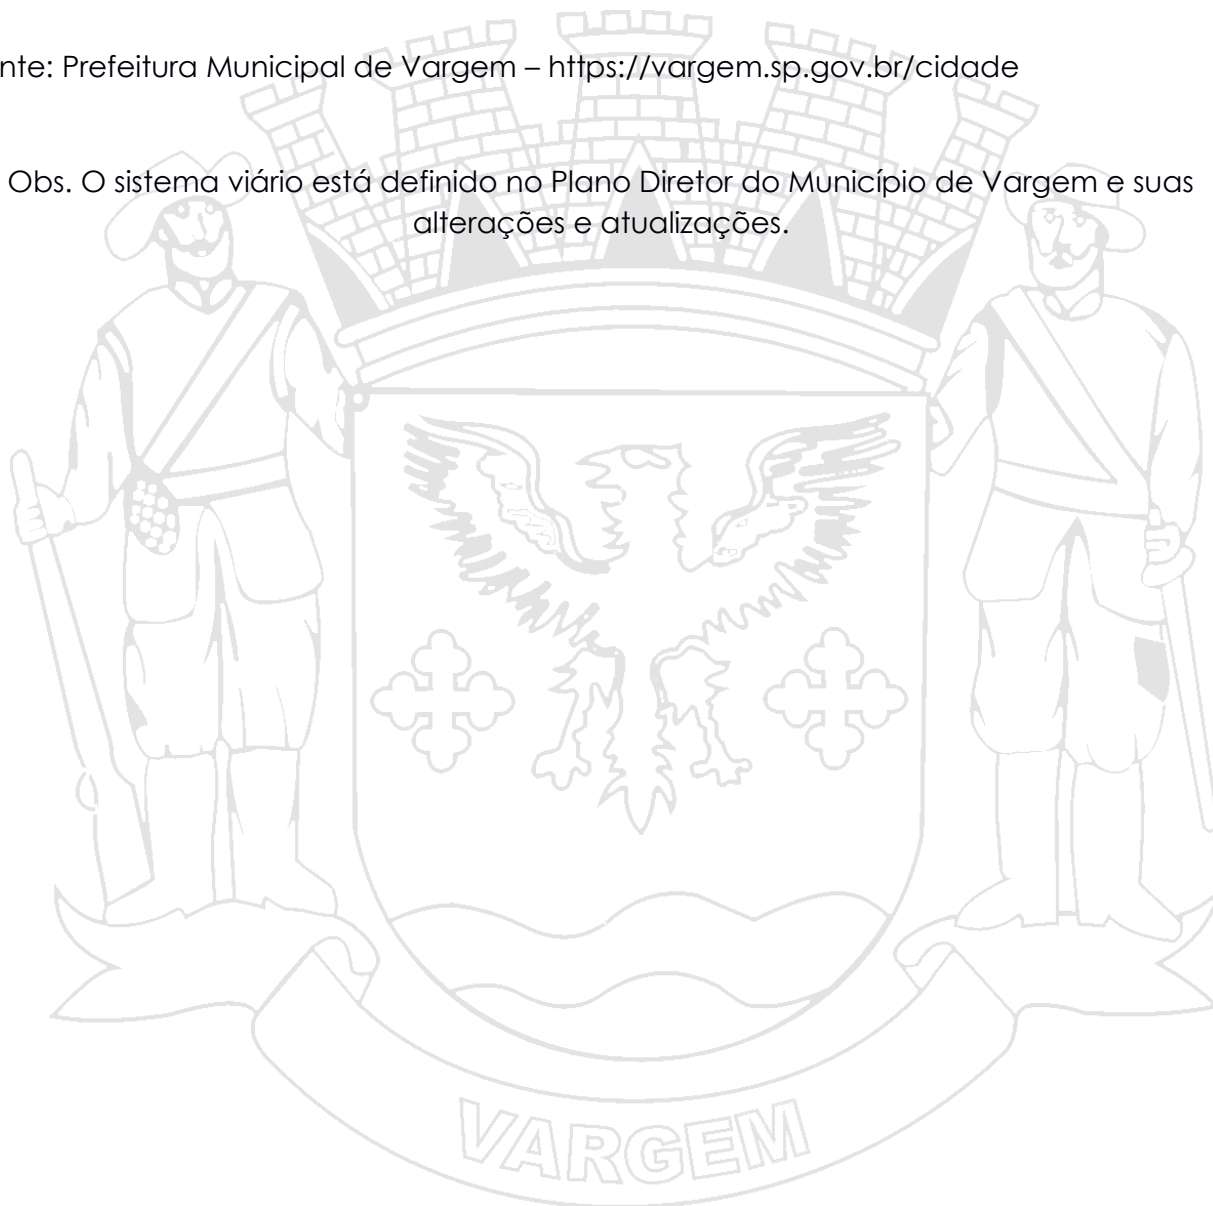 nte: Prefeitura Municipal de Vargem – https://vargem.sp.gov.br/cidade
Obs. O sistema viário está definido no Plano Diretor do Município de Vargem e suas
alterações e atualizações.
VARGEM